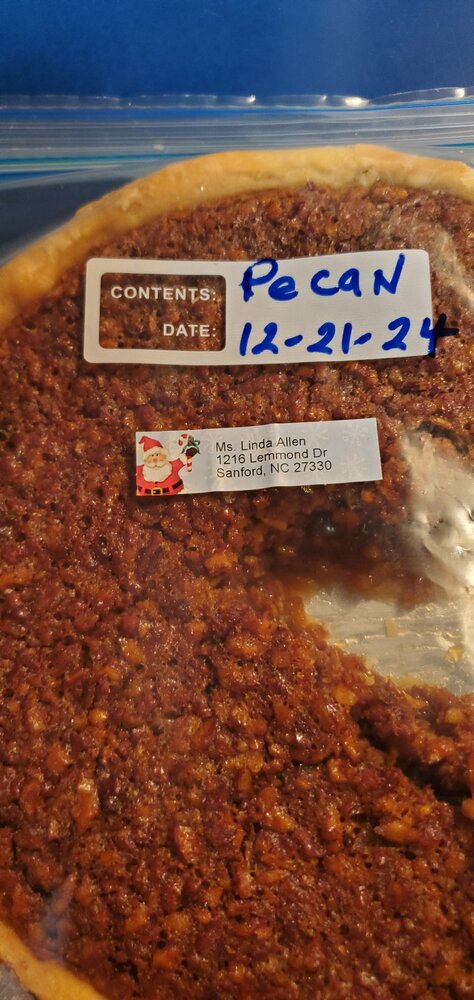 CONTENTS: PecaN
DATE: 12-21-24
Ms. Linda Allen
1216 Lemmond Dr
Sanford, NC 27330